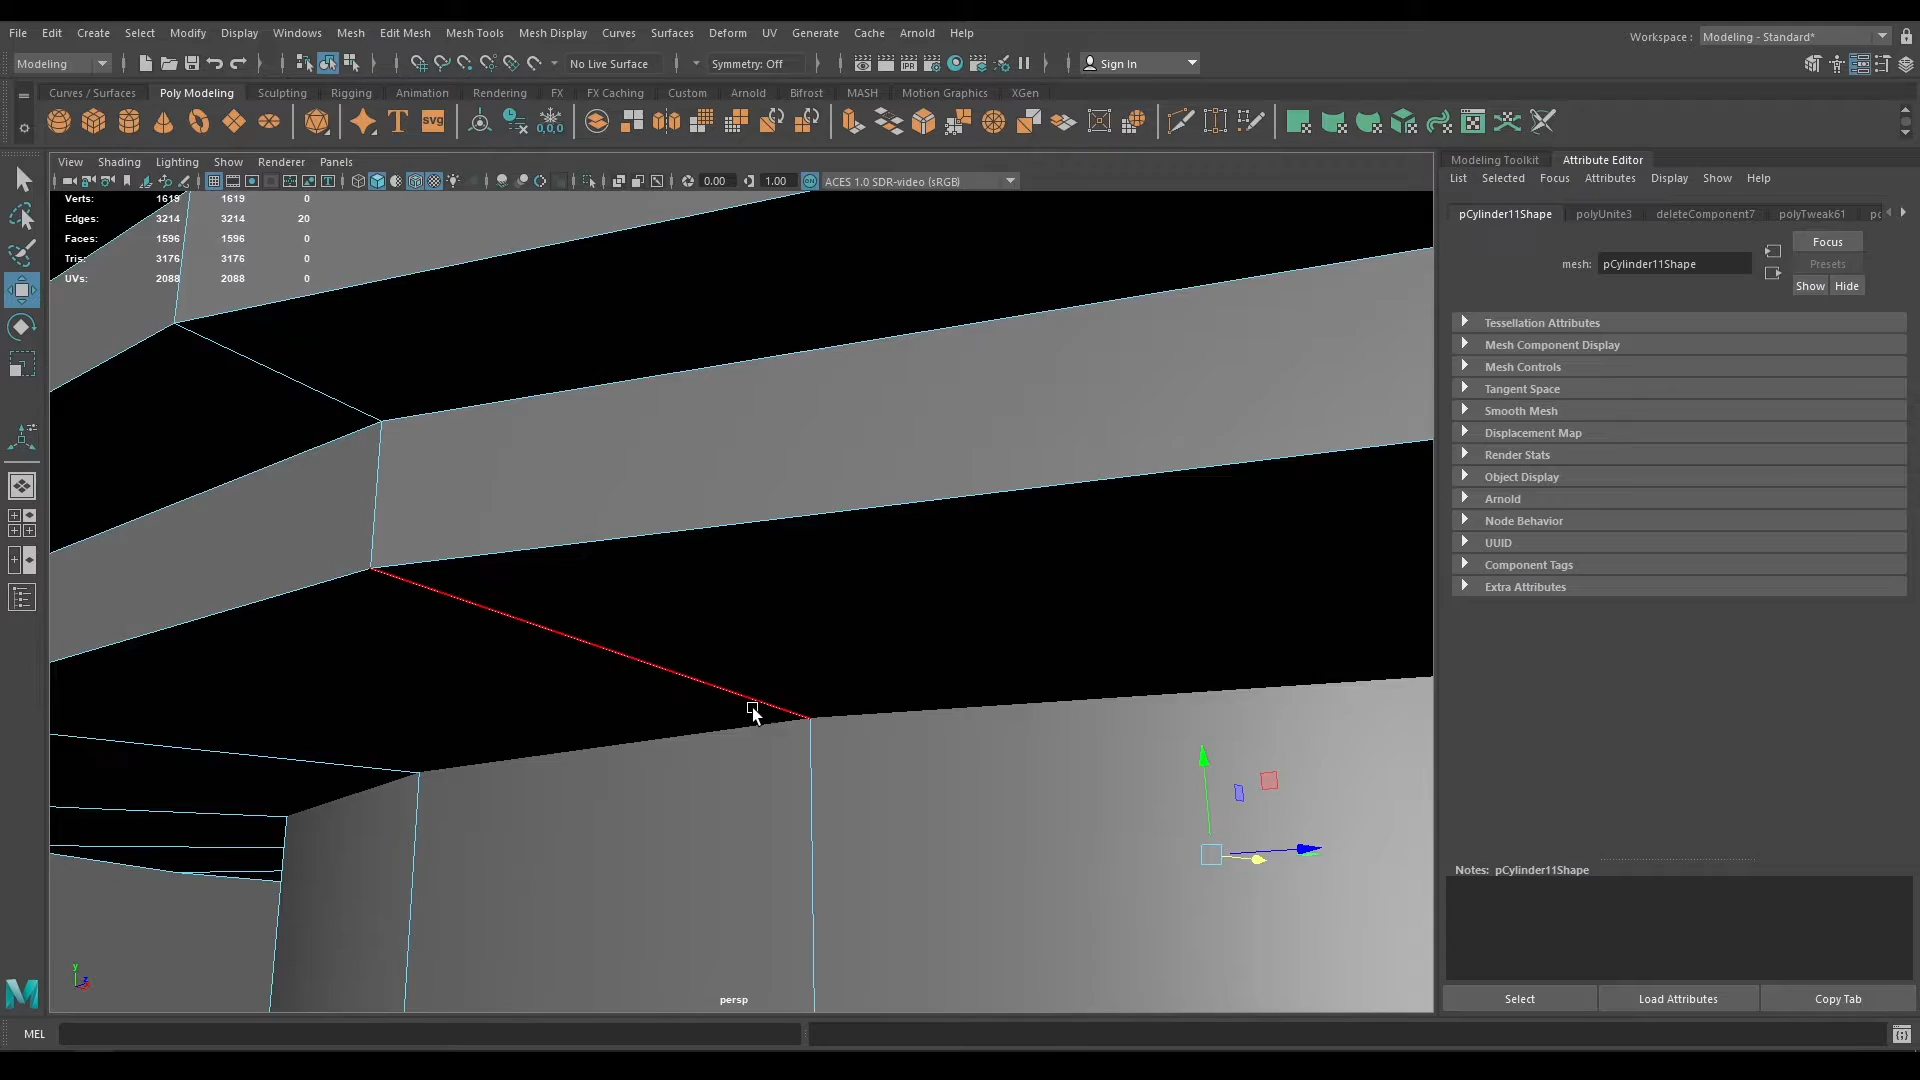 File Edit Create Select Modify Display Windows Mesh Edit Mesh Mesh Tools Mesh Display Curves Surfaces Deform UV Generate Cache Arnold Help
Workspace : Modeling - Standard*
Modeling No Live Surface Symmetry: Off Sign In
Curves / Surfaces Poly Modeling Sculpting Rigging Animation Rendering FX FX Caching Custom Arnold Bifrost MASH Motion Graphics XGen
View Shading Lighting Show Renderer Panels
0.00 1.00 ACES 1.0 SDR-video (sRGB)
Verts: 1619 1619 0
Edges: 3214 3214 20
Faces: 1596 1596 0
Tris: 3176 3176 0
UVs: 2088 2088 0
persp
Modeling Toolkit Attribute Editor
List Selected Focus Attributes Display Show Help
pCylinder11Shape polyUnite3 deleteComponent7 polyTweak61
mesh: pCylinder11Shape
Focus
Presets
Show Hide
Tessellation Attributes
Mesh Component Display
Mesh Controls
Tangent Space
Smooth Mesh
Displacement Map
Render Stats
Object Display
Arnold
Node Behavior
UUID
Component Tags
Extra Attributes
Notes: pCylinder11Shape
Select Load Attributes Copy Tab
MEL